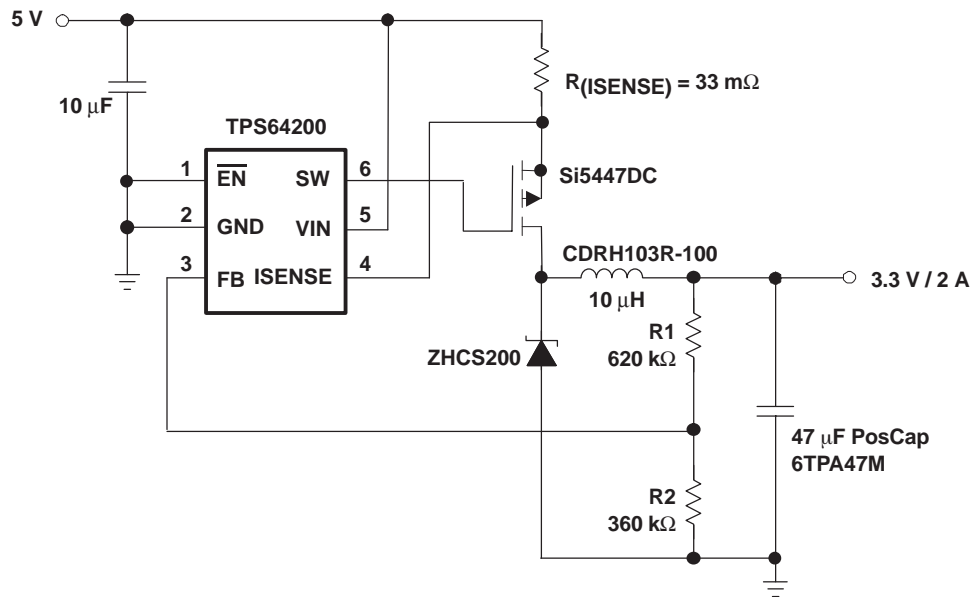 5 V
R(ISENSE) = 33 mΩ
10 μF
TPS64200
1
EN
SW
6
Si5447DC
2
GND
VIN
5
3
FB
ISENSE
4
CDRH103R-100
10 μH
3.3 V / 2 A
R1
620 kΩ
ZHCS200
47 μF PosCap
6TPA47M
R2
360 kΩ